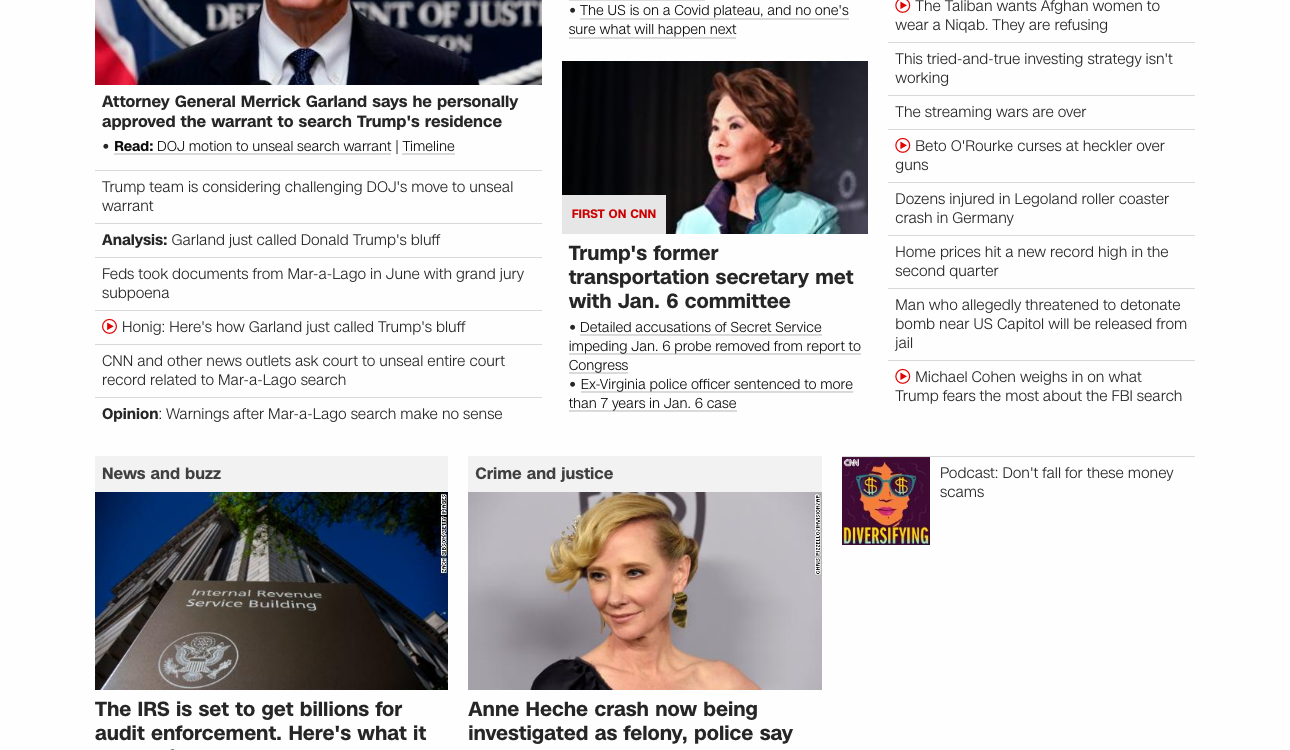 DEPARTMENT OF JUSTI
• The US is on a Covid plateau, and no one's
sure what will happen next
Attorney General Merrick Garland says he personally
approved the warrant to search Trump's residence
• Read: DOJ motion to unseal search warrant | Timeline
Trump team is considering challenging DOJ's move to unseal
warrant
Analysis: Garland just called Donald Trump's bluff
Feds took documents from Mar-a-Lago in June with grand jury
subpoena
Honig: Here's how Garland just called Trump's bluff
CNN and other news outlets ask court to unseal entire court
record related to Mar-a-Lago search
Opinion: Warnings after Mar-a-Lago search make no sense
FIRST ON CNN
Trump's former
transportation secretary met
with Jan. 6 committee
• Detailed accusations of Secret Service
impeding Jan. 6 probe removed from report to
Congress
• Ex-Virginia police officer sentenced to more
than 7 years in Jan. 6 case
The Taliban wants Afghan women to
wear a Niqab. They are refusing
This tried-and-true investing strategy isn't
working
The streaming wars are over
Beto O'Rourke curses at heckler over
guns
Dozens injured in Legoland roller coaster
crash in Germany
Home prices hit a new record high in the
second quarter
Man who allegedly threatened to detonate
bomb near US Capitol will be released from
jail
Michael Cohen weighs in on what
Trump fears the most about the FBI search
News and buzz
Internal Revenue
Service Building
The IRS is set to get billions for
audit enforcement. Here's what it
Crime and justice
CHRIS PIZZELLO/INVISION/AP
Anne Heche crash now being
investigated as felony, police say
CNN
DIVERSIFYING
Podcast: Don't fall for these money
scams